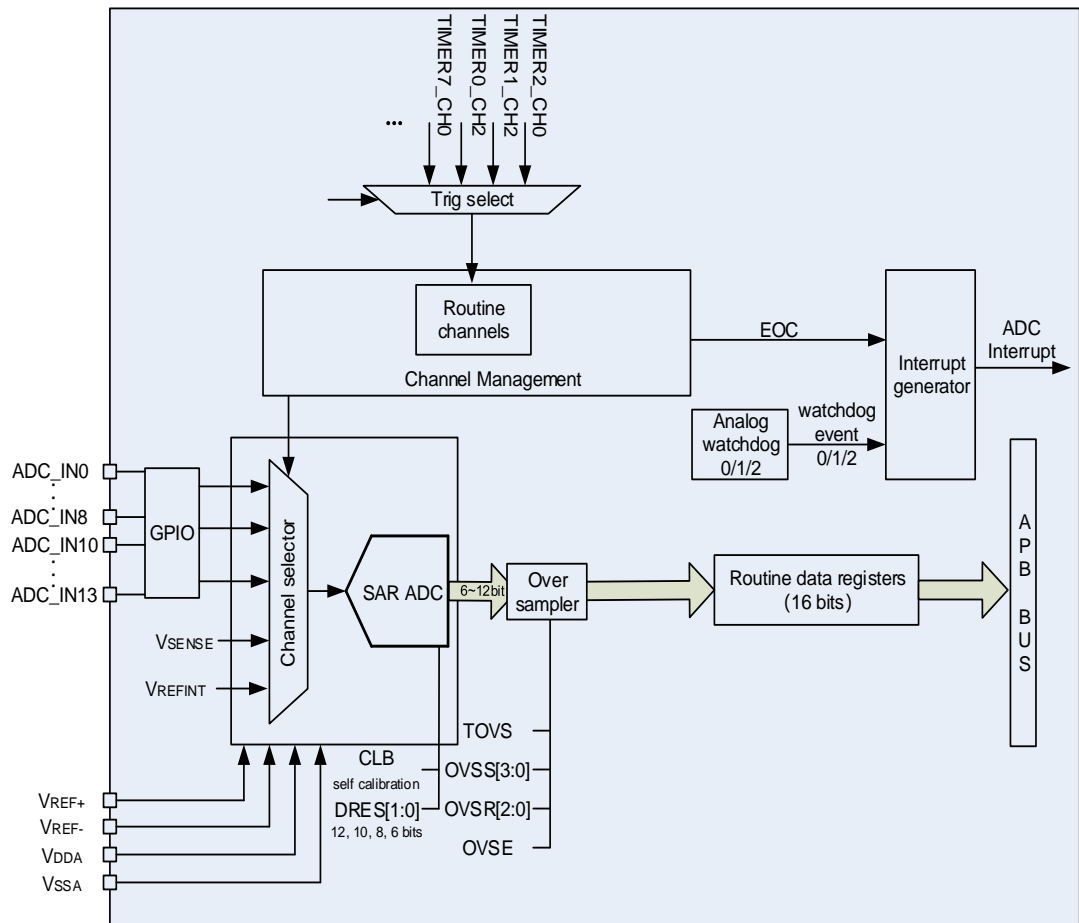 TIMER7_CH0
TIMER0_CH2
TIMER1_CH2
TIMER2_CH0
...
Trig select
Routine
channels
Channel Management
EOC
Interrupt
generator
ADC
Interrupt
Analog
watchdog
0/1/2
watchdog
event
0/1/2
ADC_IN0
ADC_IN8
ADC_IN10
ADC_IN13
GPIO
VSENSE
VREFINT
Channel selector
SAR ADC
6~12bit
Over
sampler
Routine data registers
(16 bits)
APB BUS
CLB
self calibration
DRES[1:0]
12, 10, 8, 6 bits
TOVS
OVSS[3:0]
OVSR[2:0]
OVSE
VREF+
VREF-
VDDA
VSSA